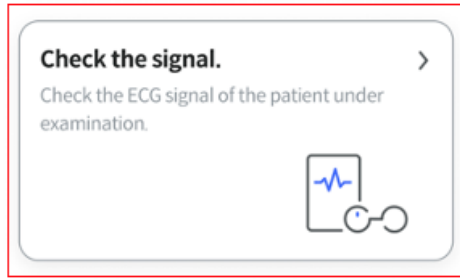 Check the signal.
Check the ECG signal of the patient under
examination.